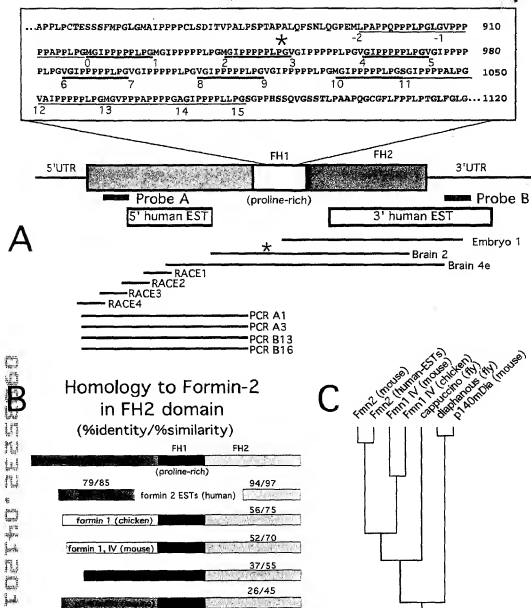 APPLPCTESSSFMPGLGMAIPPPPCLSDITVPALPSPTAPALQFSNLQGPEMLPAPPQPPPLPGLGVPPP 910
*
-2 -1
PPAPPLPGMGIPPPPPLPGMGIPPPPPLPGMGIPPPPPLPGVGIPPPPPLPGVGIPPPPPLPGVGIPPPP 980
0 1 2 3 4 5
PLPGVGIPPPPPLPGVGIPPPPPLPGVGIPPPPPLPGMGIPPPPPLPGSGIPPPPALPG 1050
6 7 8 9 10 11
VAIPPPPPLPGMGVPPPAPPPPGAGIPPPPLLPGSGPPHSSQVGSSTLPAAPQGCGFLFPPLPTGLFGLG... 1120
12 13 14 15
FH1 FH2
5'UTR 3'UTR
Probe A (proline-rich) Probe B
5' human EST 3' human EST
A
Embryo 1
*
Brain 2
Brain 4e
RACE1
RACE2
RACE3
RACE4
PCR A1
PCR A3
PCR B13
PCR B16
B
Homology to Formin-2
in FH2 domain
(%identity/%similarity)
FH1 FH2
(proline-rich)
79/85 94/97
formin 2 ESTs (human)
56/75
formin 1 (chicken)
52/70
formin 1, IV (mouse)
37/55
26/45
C
Fmn2 (mouse)
Fmn2 (human-ESTs)
Fmn1 IV (mouse)
Fmn1 IV (chicken)
cappuccino (fly)
diaphanous (fly)
p140mDia (mouse)